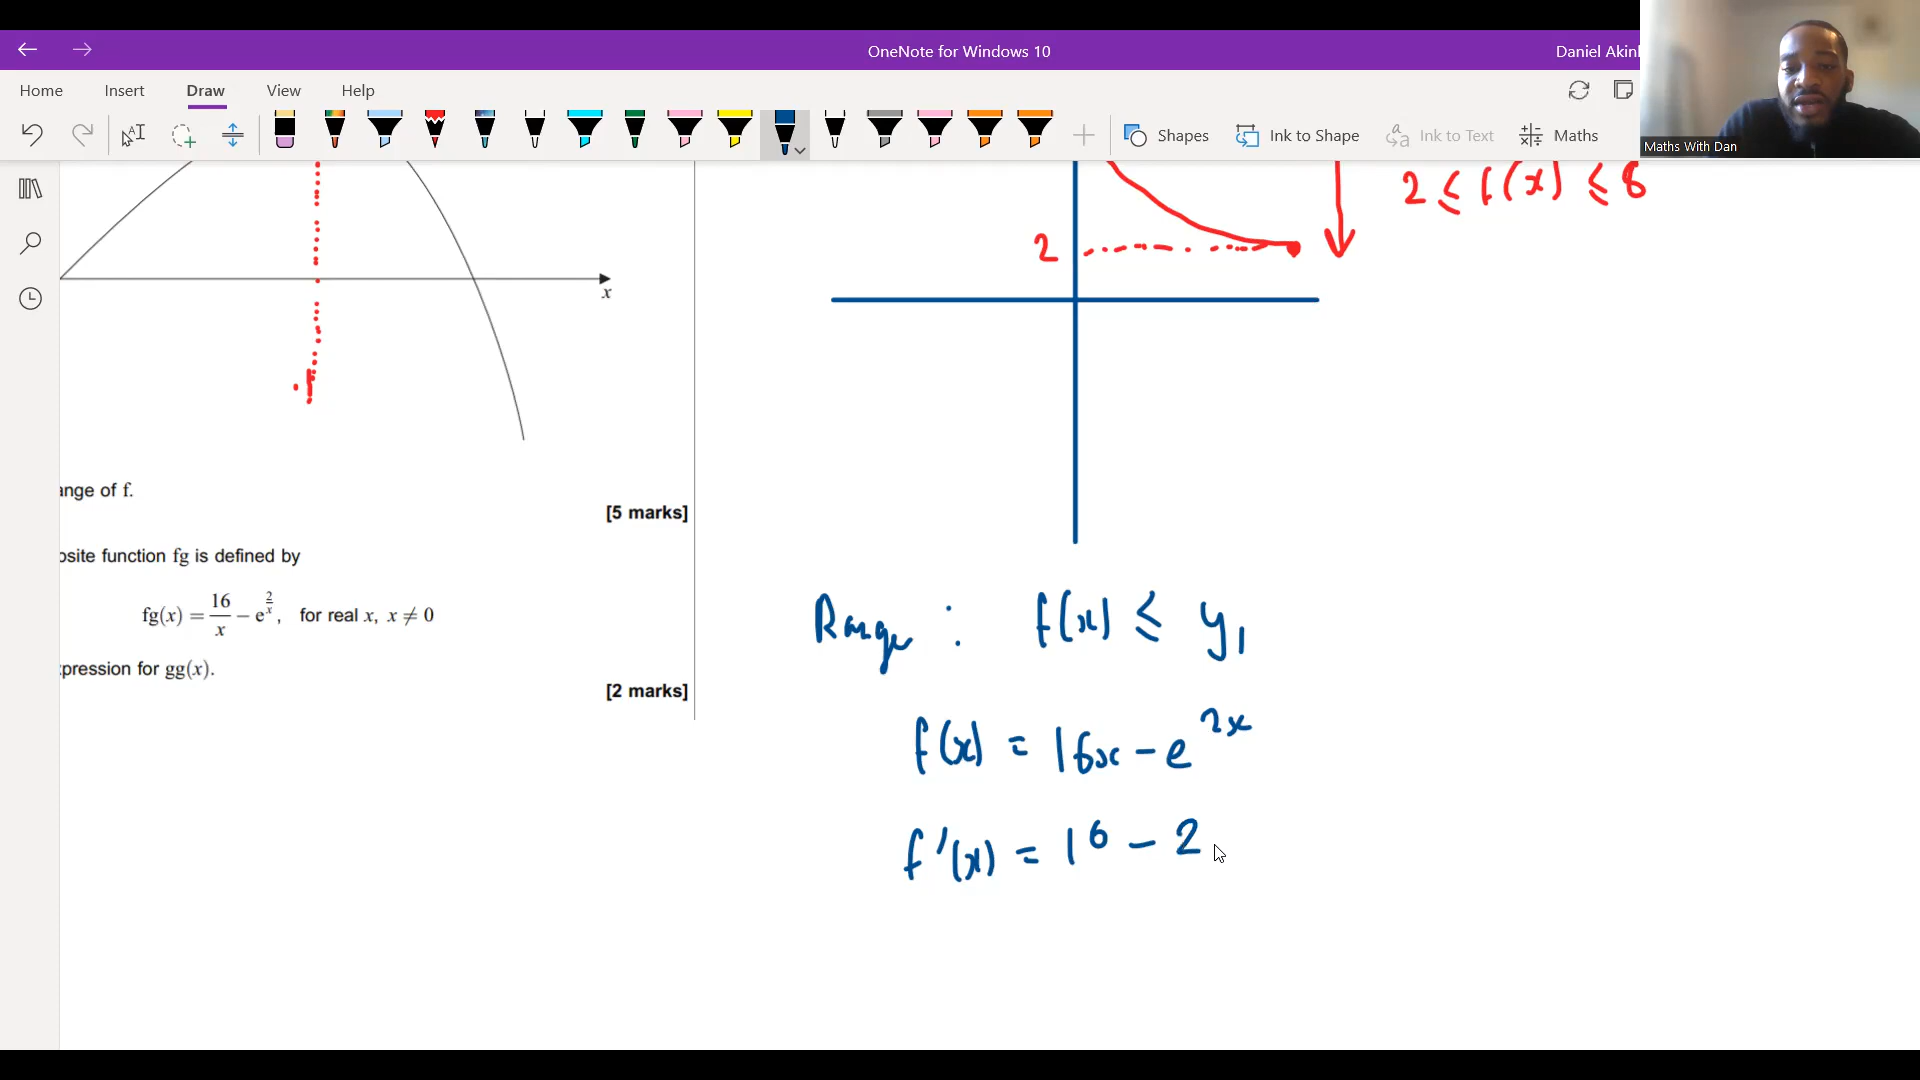 OneNote for Windows 10
Daniel Akinl
Home Insert Draw View Help
Shapes Ink to Shape Ink to Text Maths
Maths With Dan
2 ≤ f(x) ≤ 6
2
x
ange of f.
[5 marks]
osite function fg is defined by
fg(x) = 16/x − e^(2/x), for real x, x ≠ 0
pression for gg(x).
[2 marks]
Range : f(x) ≤ y₁
f(x) = 16x − e^2x
f'(x) = 16 − 2